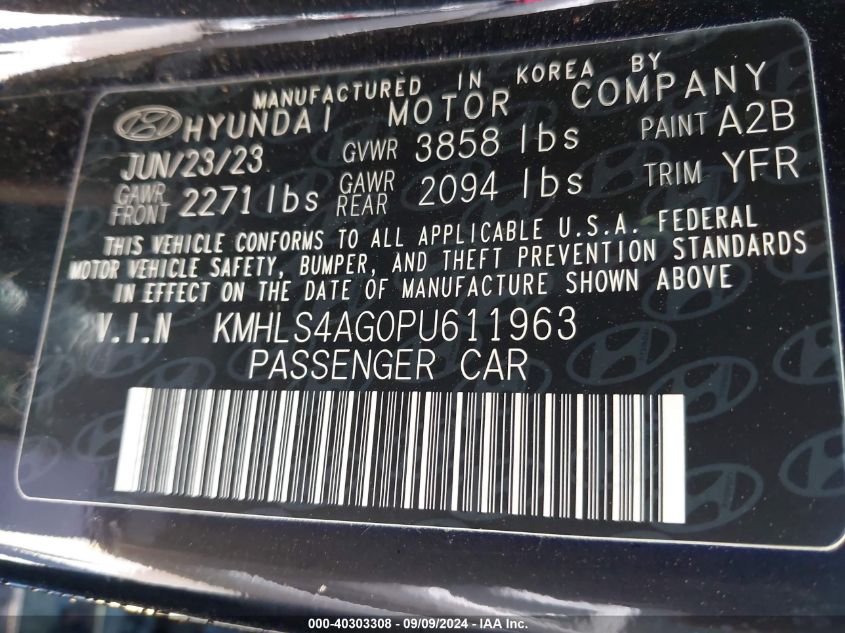 MANUFACTURED IN KOREA BY
HYUNDAI MOTOR COMPANY
JUN/23/23 GVWR 3858 lbs PAINT A2B
GAWR FRONT 2271 lbs GAWR REAR 2094 lbs TRIM YFR
THIS VEHICLE CONFORMS TO ALL APPLICABLE U.S.A. FEDERAL
MOTOR VEHICLE SAFETY, BUMPER, AND THEFT PREVENTION STANDARDS
IN EFFECT ON THE DATE OF MANUFACTURE SHOWN ABOVE
V.I.N KMHLS4AG0PU611963
PASSENGER CAR
000-40303308 - 09/09/2024 - IAAI.COM